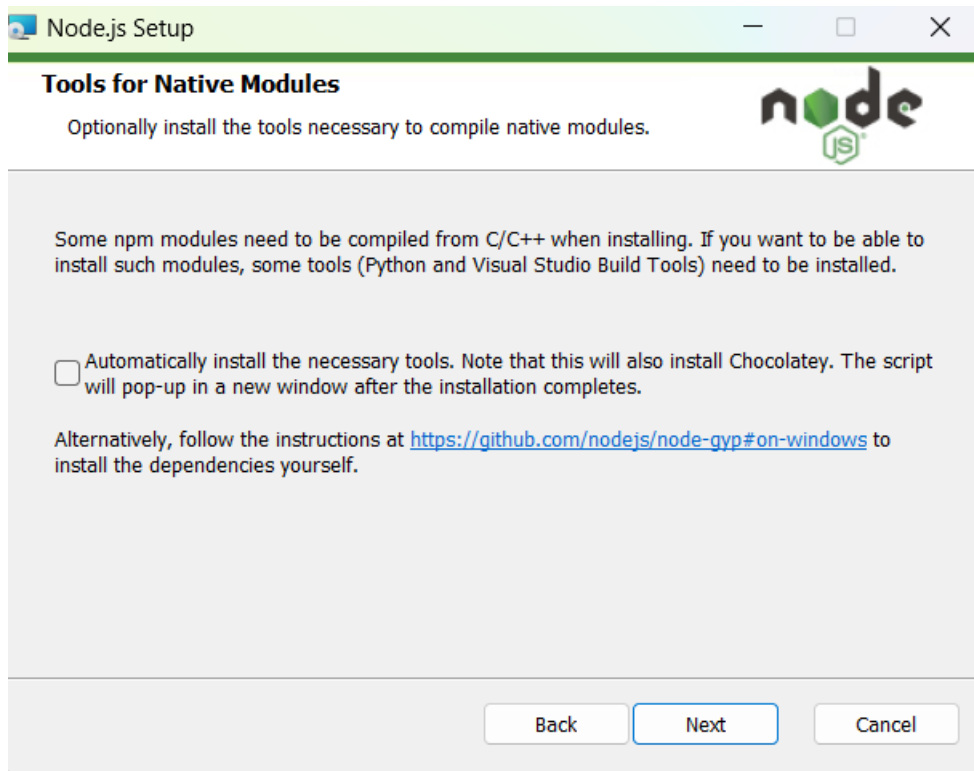 Node.js Setup
Tools for Native Modules
Optionally install the tools necessary to compile native modules.
node
JS
Some npm modules need to be compiled from C/C++ when installing. If you want to be able to
install such modules, some tools (Python and Visual Studio Build Tools) need to be installed.
Automatically install the necessary tools. Note that this will also install Chocolatey. The script
will pop-up in a new window after the installation completes.
Alternatively, follow the instructions at https://github.com/nodejs/node-gyp#on-windows to
install the dependencies yourself.
Back Next Cancel